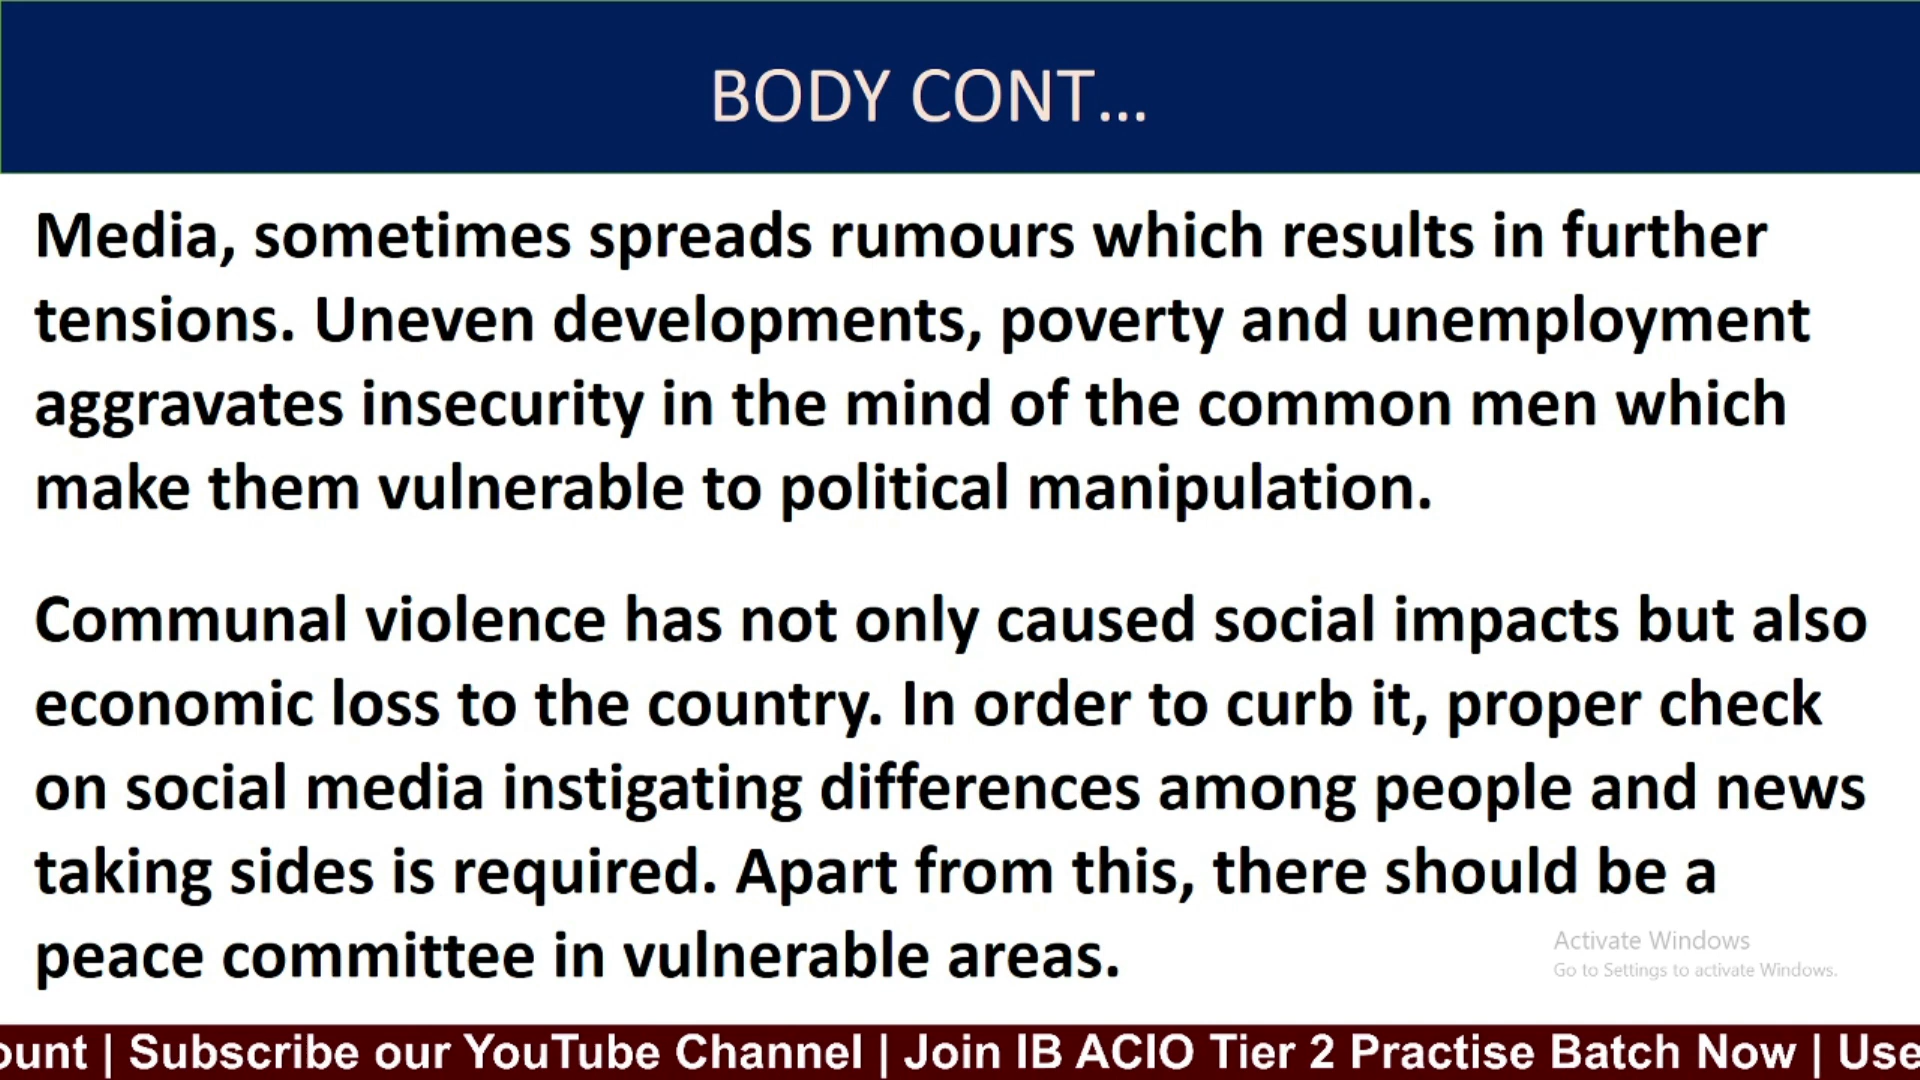 BODY CONT...
Media, sometimes spreads rumours which results in further
tensions. Uneven developments, poverty and unemployment
aggravates insecurity in the mind of the common men which
make them vulnerable to political manipulation.
Communal violence has not only caused social impacts but also
economic loss to the country. In order to curb it, proper check
on social media instigating differences among people and news
taking sides is required. Apart from this, there should be a
peace committee in vulnerable areas.
Activate Windows
Go to Settings to activate Windows.
ount | Subscribe our YouTube Channel | Join IB ACIO Tier 2 Practise Batch Now | Use